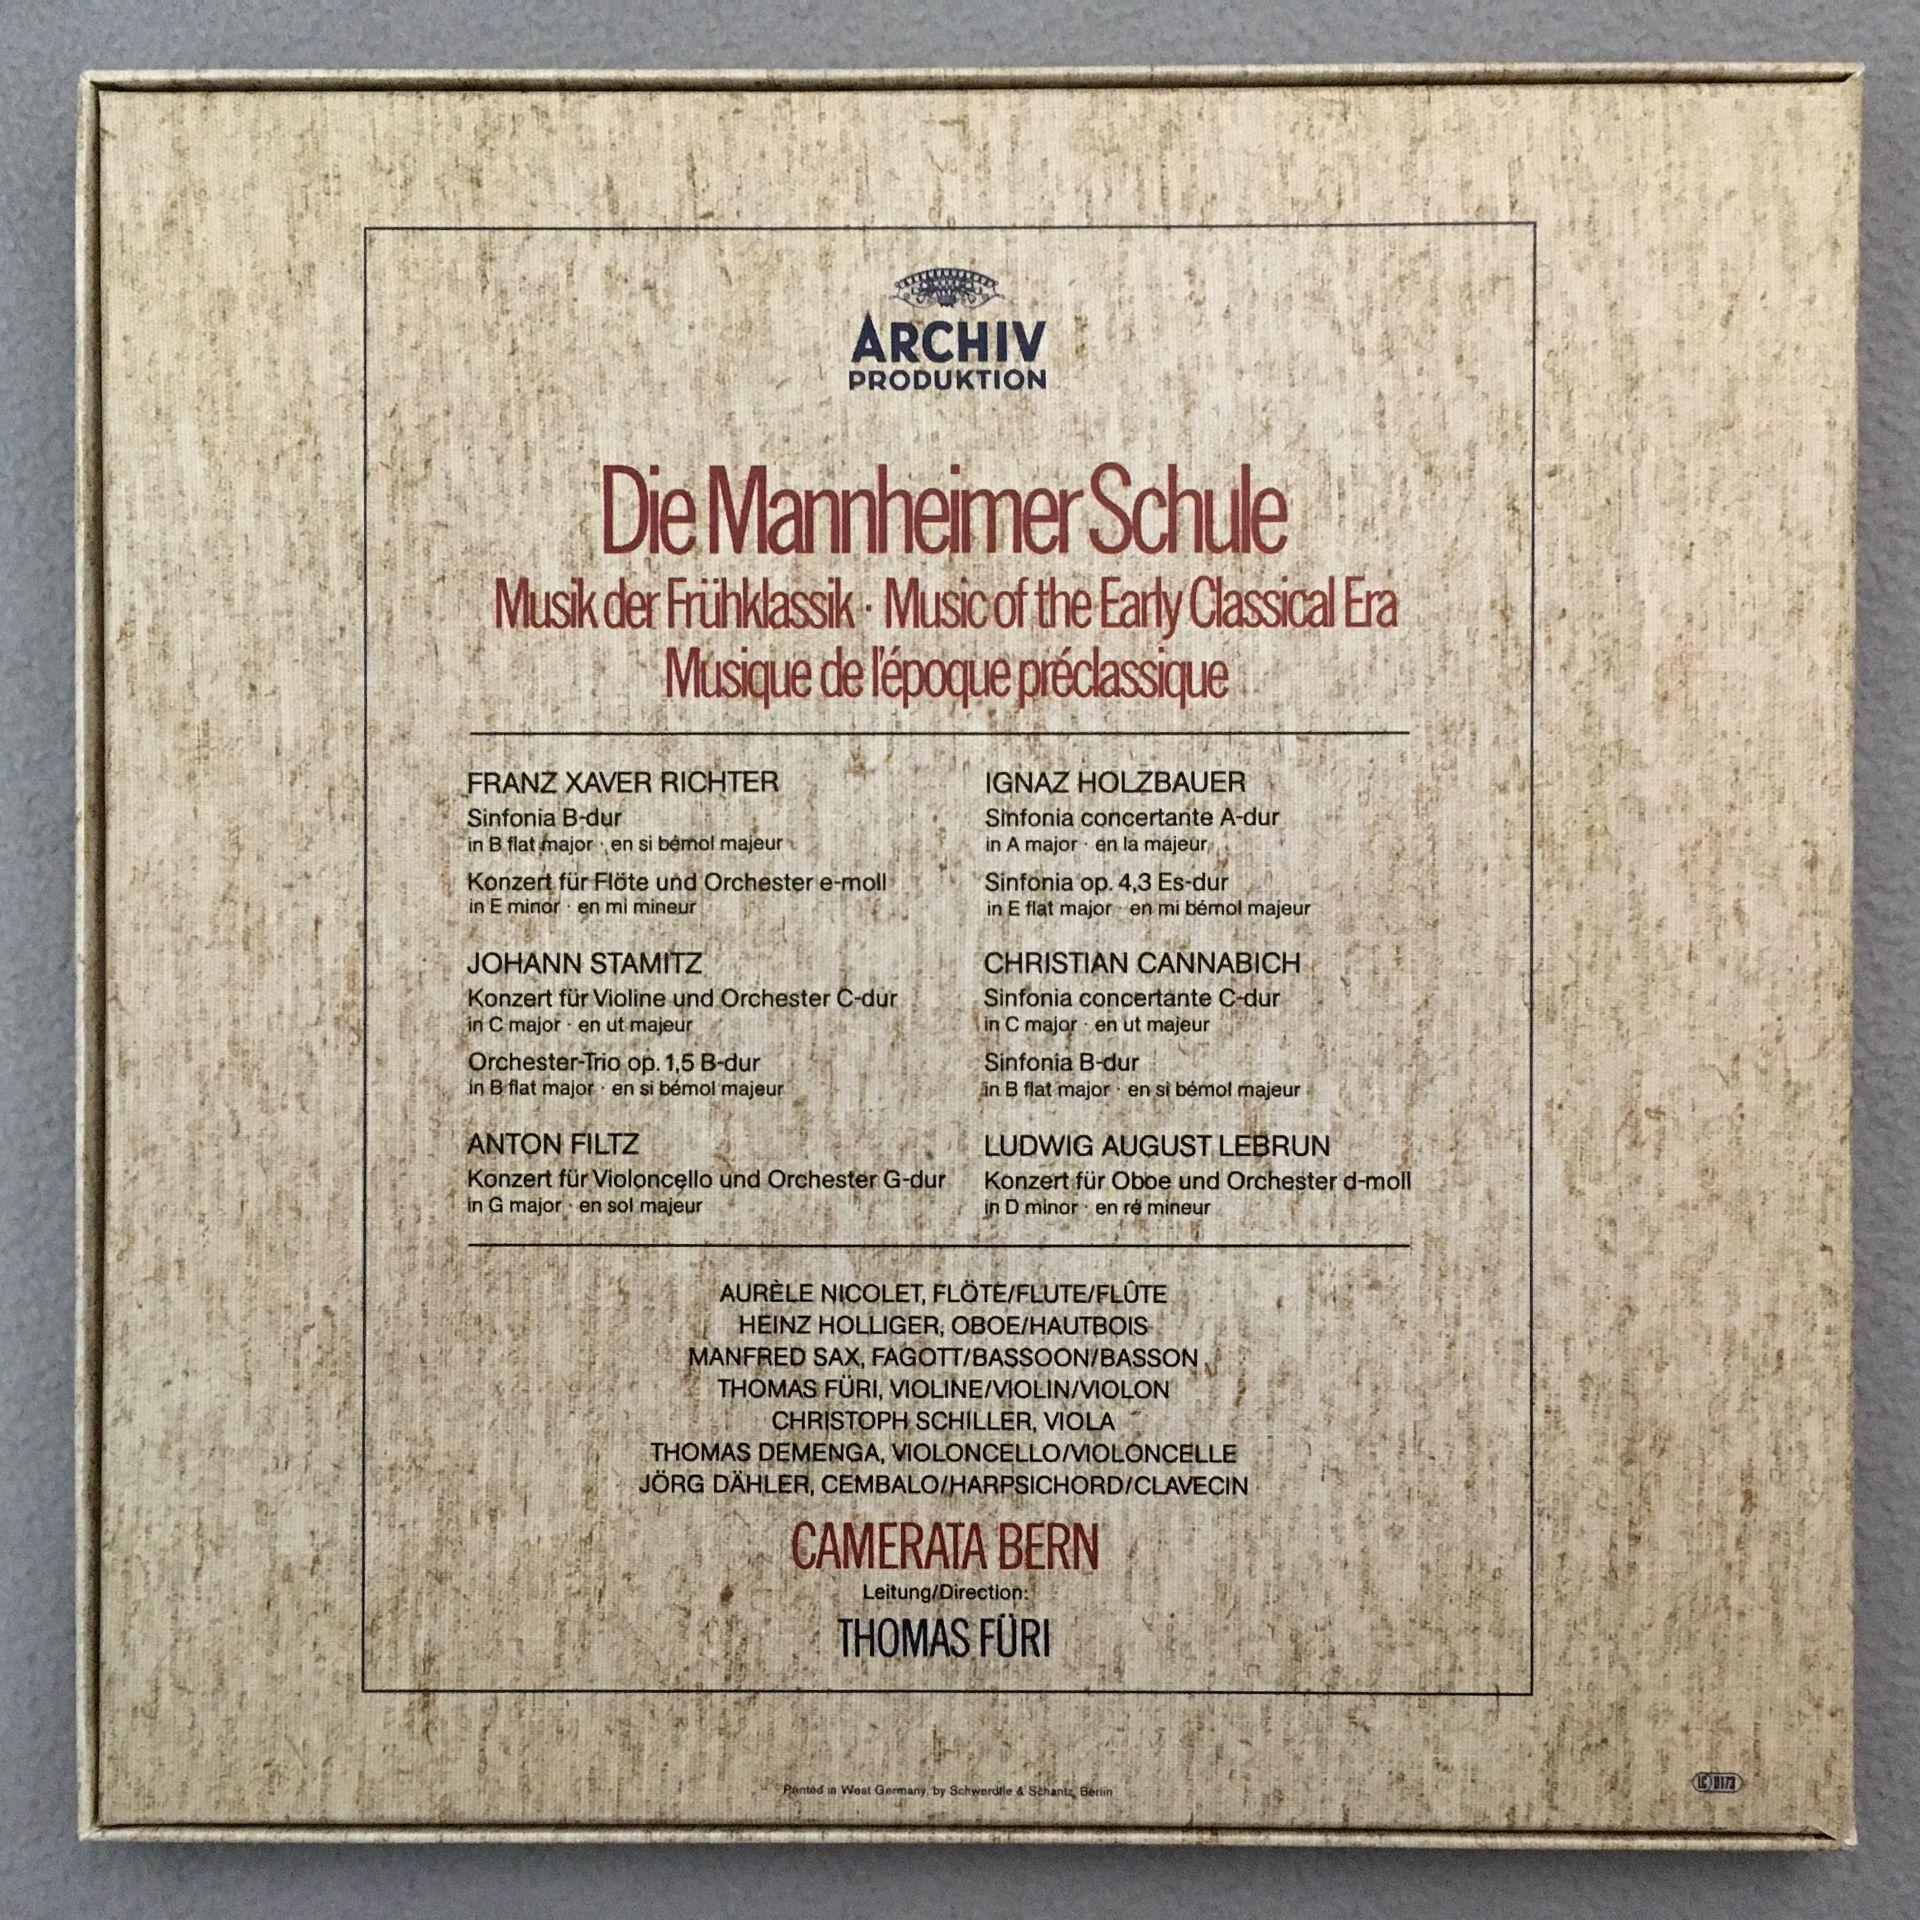 ARCHIV
PRODUKTION
Die Mannheimer Schule
Musik der Frühklassik · Music of the Early Classical Era
Musique de l'époque préclassique
FRANZ XAVER RICHTER
Sinfonia B-dur
in B flat major · en si bémol majeur
Konzert für Flöte und Orchester e-moll
in E minor · en mi mineur
JOHANN STAMITZ
Konzert für Violine und Orchester C-dur
in C major · en ut majeur
Orchester-Trio op. 1,5 B-dur
in B flat major · en si bémol majeur
ANTON FILTZ
Konzert für Violoncello und Orchester G-dur
in G major · en sol majeur
IGNAZ HOLZBAUER
Sinfonia concertante A-dur
in A major · en la majeur
Sinfonia op. 4,3 Es-dur
in E flat major · en mi bémol majeur
CHRISTIAN CANNABICH
Sinfonia concertante C-dur
in C major · en ut majeur
Sinfonia B-dur
in B flat major · en si bémol majeur
LUDWIG AUGUST LEBRUN
Konzert für Oboe und Orchester d-moll
in D minor · en ré mineur
AURÈLE NICOLET, FLÖTE/FLUTE/FLÛTE
HEINZ HOLLIGER, OBOE/HAUTBOIS
MANFRED SAX, FAGOTT/BASSOON/BASSON
THOMAS FÜRI, VIOLINE/VIOLIN/VIOLON
CHRISTOPH SCHILLER, VIOLA
THOMAS DEMENGA, VIOLONCELLO/VIOLONCELLE
JÖRG DÄHLER, CEMBALO/HARPSICHORD/CLAVECIN
CAMERATA BERN
Leitung/Direction:
THOMAS FÜRI
Printed in West Germany, by Schwerdtle & Schantz, Berlin
LC 0173